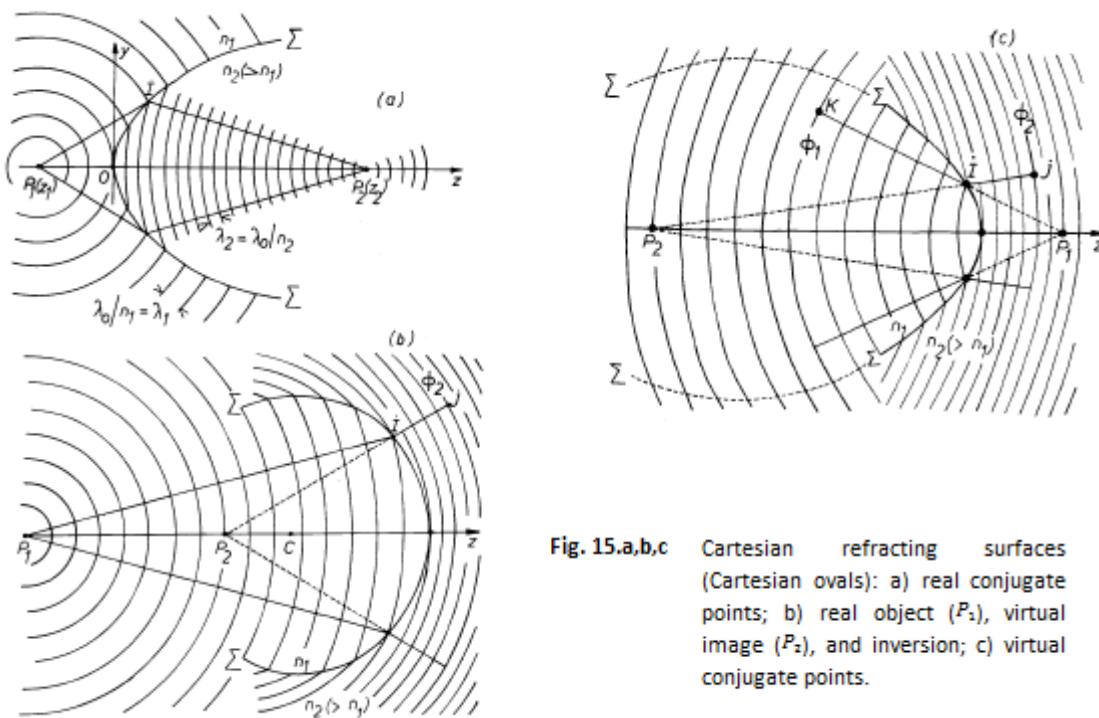 y
n₁
Σ
n₂(>n₁)
İ
(a)
O
P₁(z₁)
P₂(z₂)
z
λ₂ = λ₀/n₂
λ₀/n₁ = λ₁
Σ
(b)
Σ
ϕ₂
j
İ
P₁
P₂
C
z
Σ
n₁
n₂(> n₁)
(c)
Σ
K
Σ
ϕ₁
ϕ₂
İ
j
P₂
P₁
z
n₁
n₂(> n₁)
Σ
Σ
Fig. 15.a,b,c Cartesian refracting surfaces
(Cartesian ovals): a) real conjugate
points; b) real object (P₁), virtual
image (P₂), and inversion; c) virtual
conjugate points.